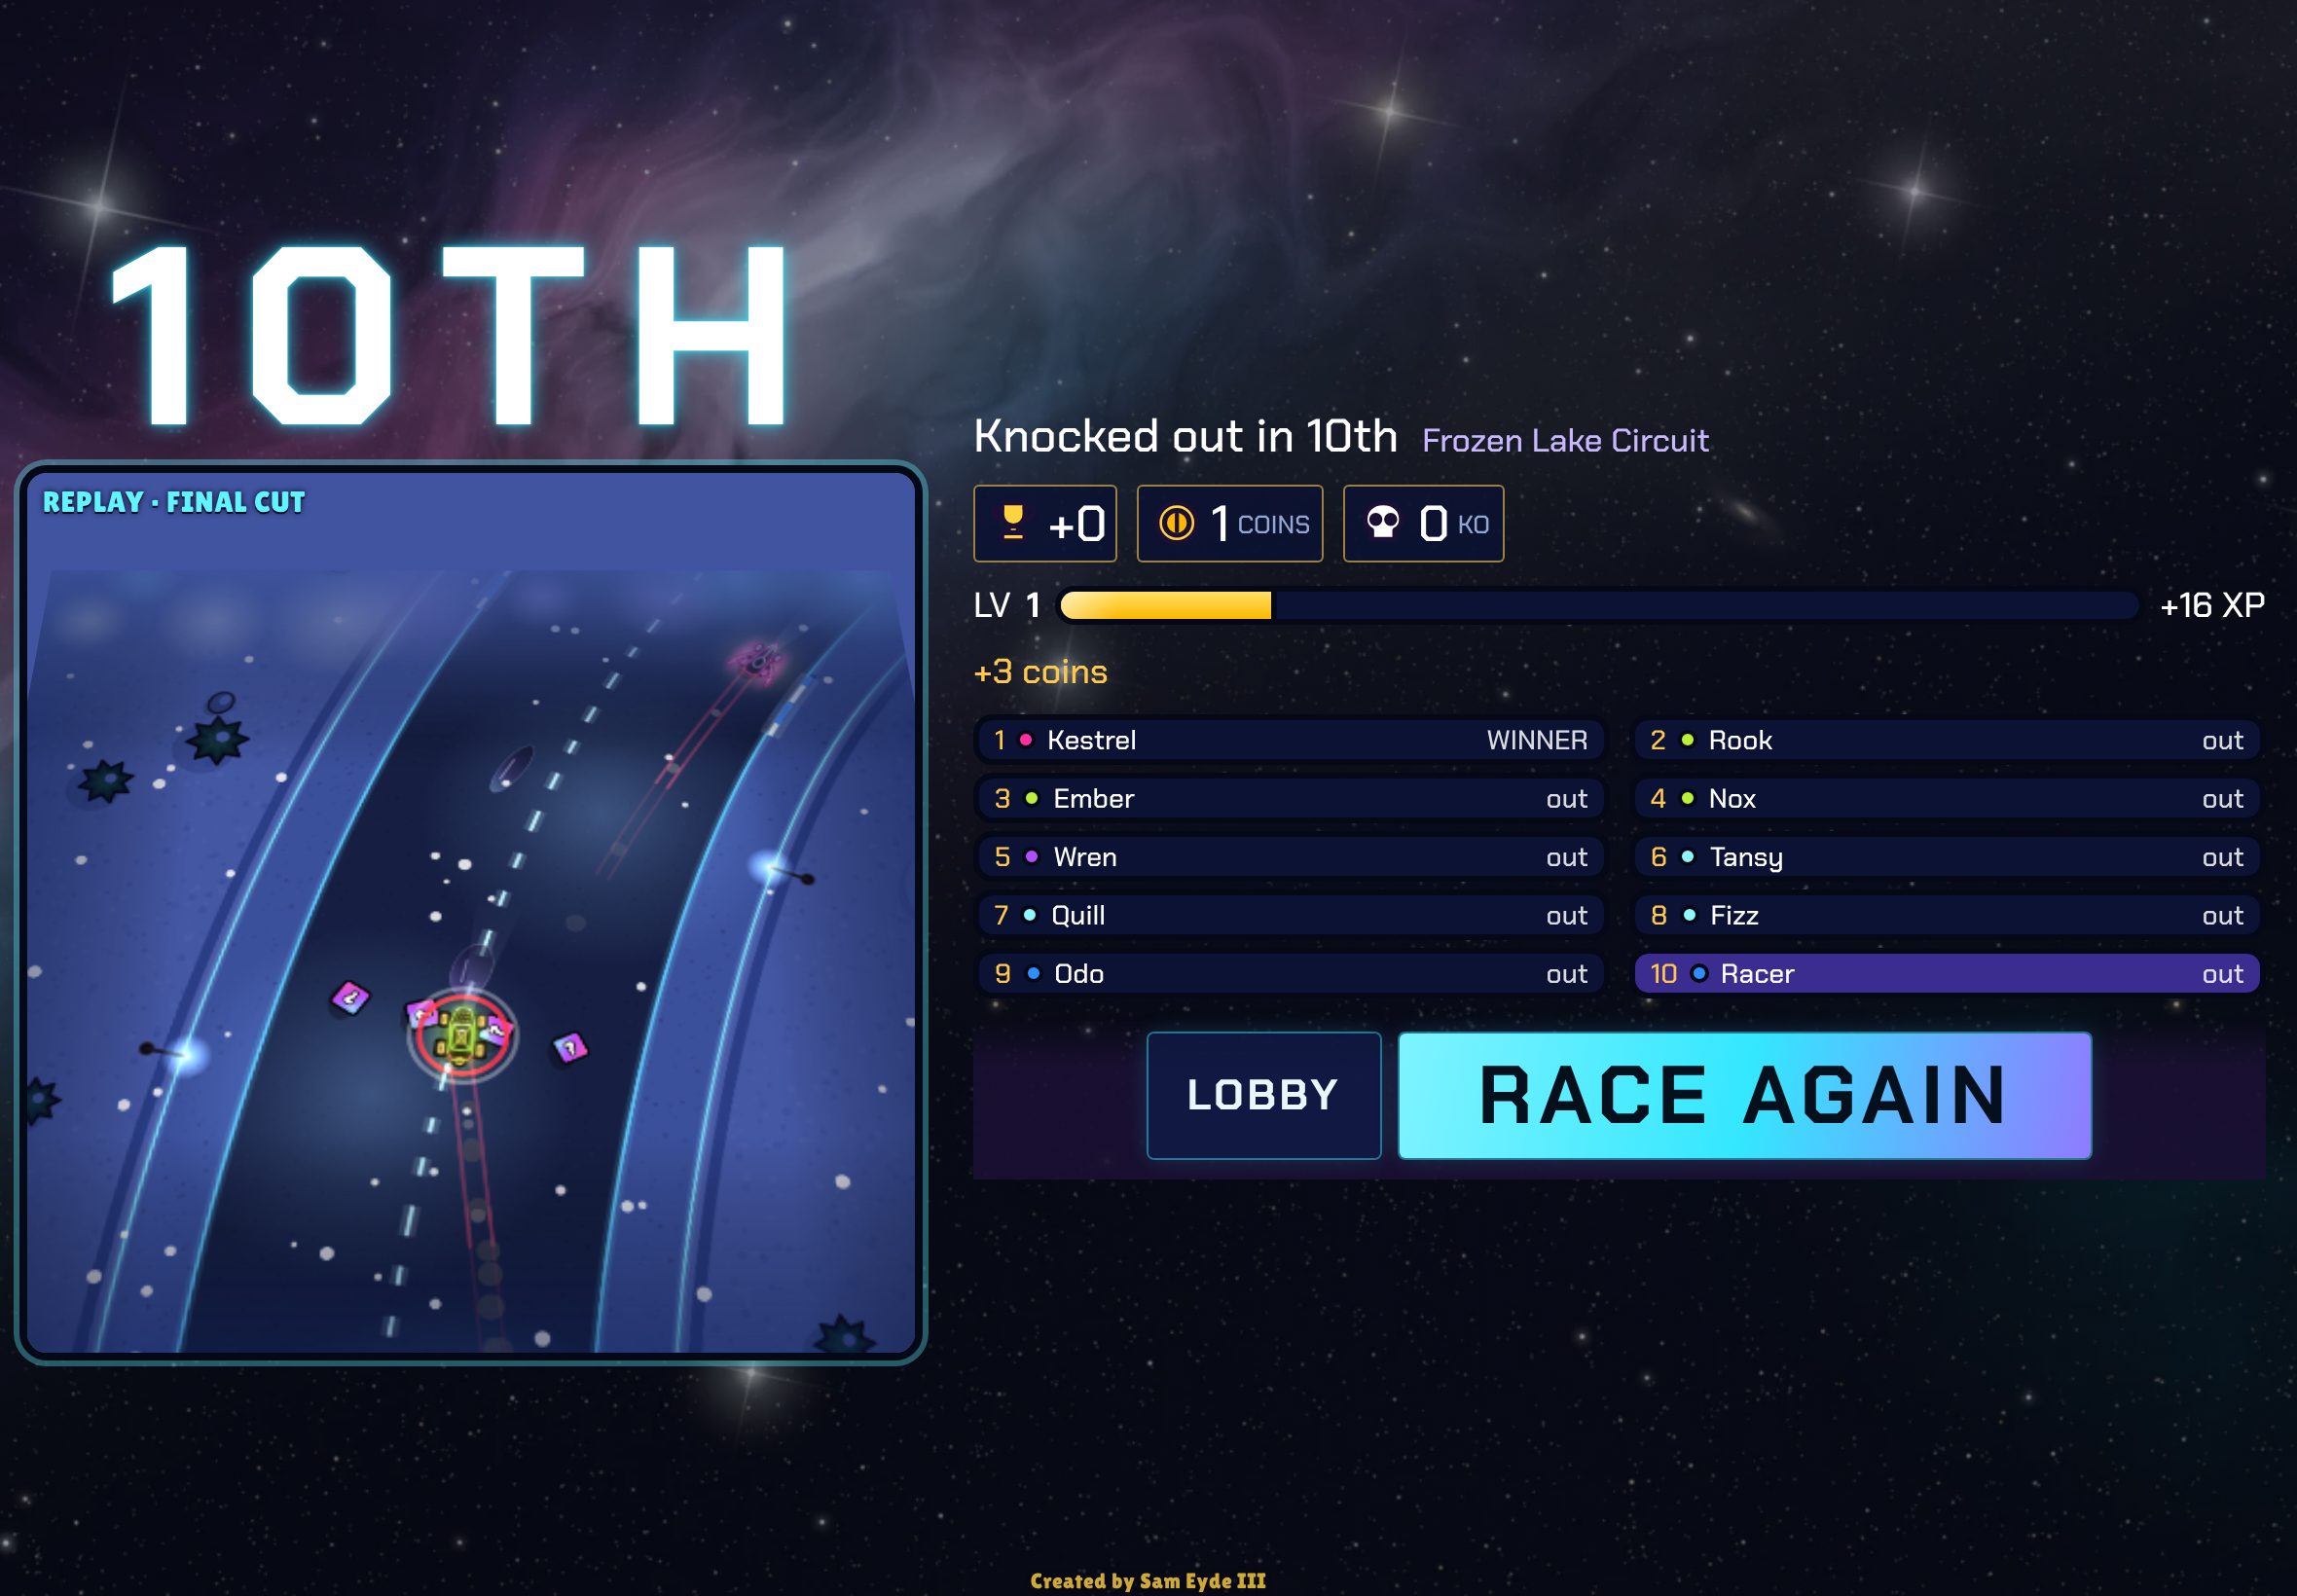 10TH
REPLAY · FINAL CUT
Knocked out in 10th Frozen Lake Circuit
+0 1 COINS 0 KO
LV 1 +16 XP
+3 coins
1 Kestrel WINNER 2 Rook out
3 Ember out 4 Nox out
5 Wren out 6 Tansy out
7 Quill out 8 Fizz out
9 Odo out 10 Racer out
LOBBY RACE AGAIN
Created by Sam Eyde III